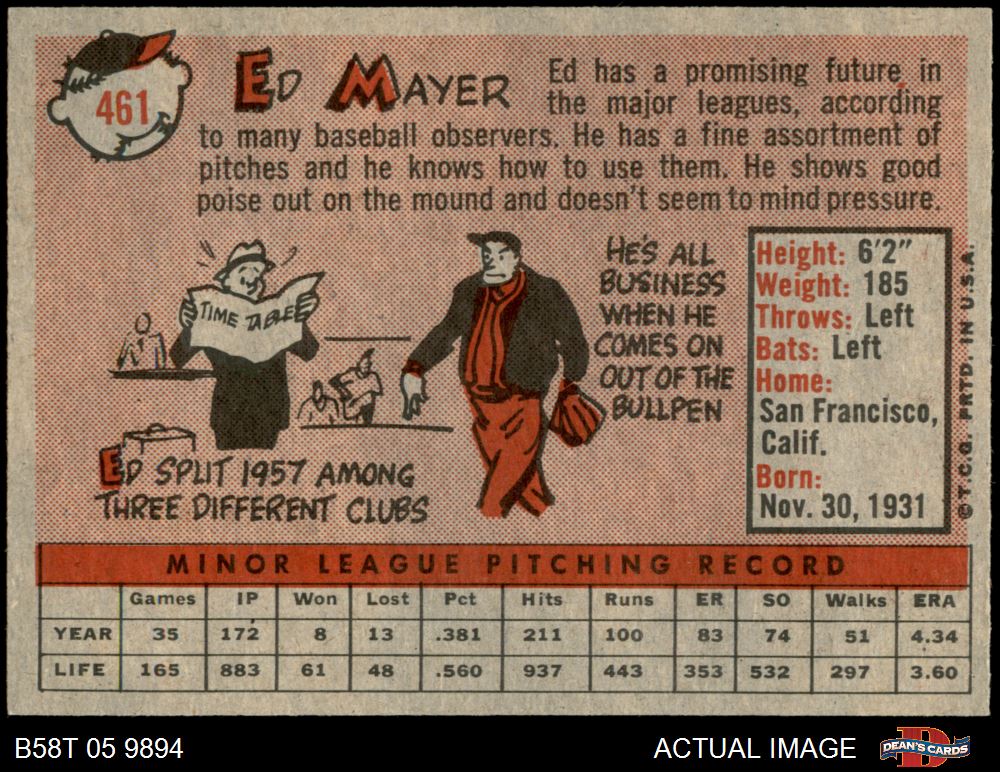 461
ED MAYER
Ed has a promising future in
the major leagues, according
to many baseball observers. He has a fine assortment of
pitches and he knows how to use them. He shows good
poise out on the mound and doesn't seem to mind pressure.
TIME TABLE
ED SPLIT 1957 AMONG
THREE DIFFERENT CLUBS
HE'S ALL
BUSINESS
WHEN HE
COMES ON
OUT OF THE
BULLPEN
Height: 6'2"
Weight: 185
Throws: Left
Bats: Left
Home:
San Francisco,
Calif.
Born:
Nov. 30, 1931
© T.C.G. PRTD. IN U.S.A.
MINOR LEAGUE PITCHING RECORD
Games IP Won Lost Pct Hits Runs ER SO Walks ERA
YEAR 35 172 8 13 .381 211 100 83 74 51 4.34
LIFE 165 883 61 48 .560 937 443 353 532 297 3.60
B58T 05 9894
ACTUAL IMAGE
DEAN'S CARDS